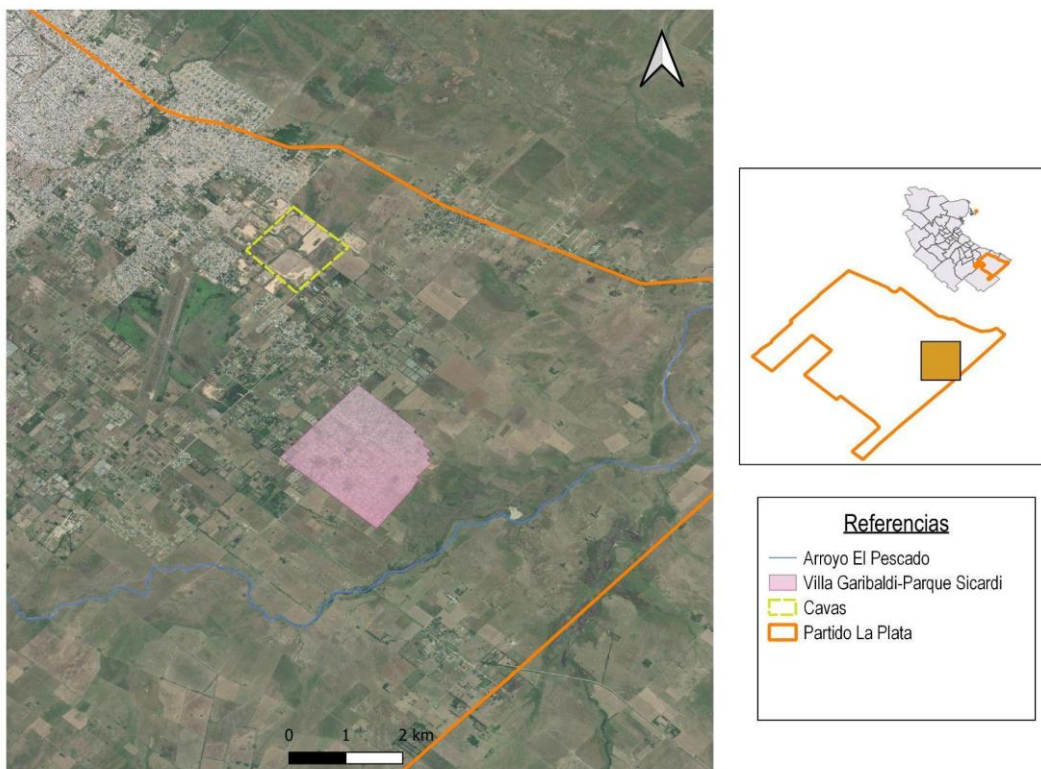 0 1 2 km
Referencias
Arroyo El Pescado
Villa Garibaldi-Parque Sicardi
Cavas
Partido La Plata